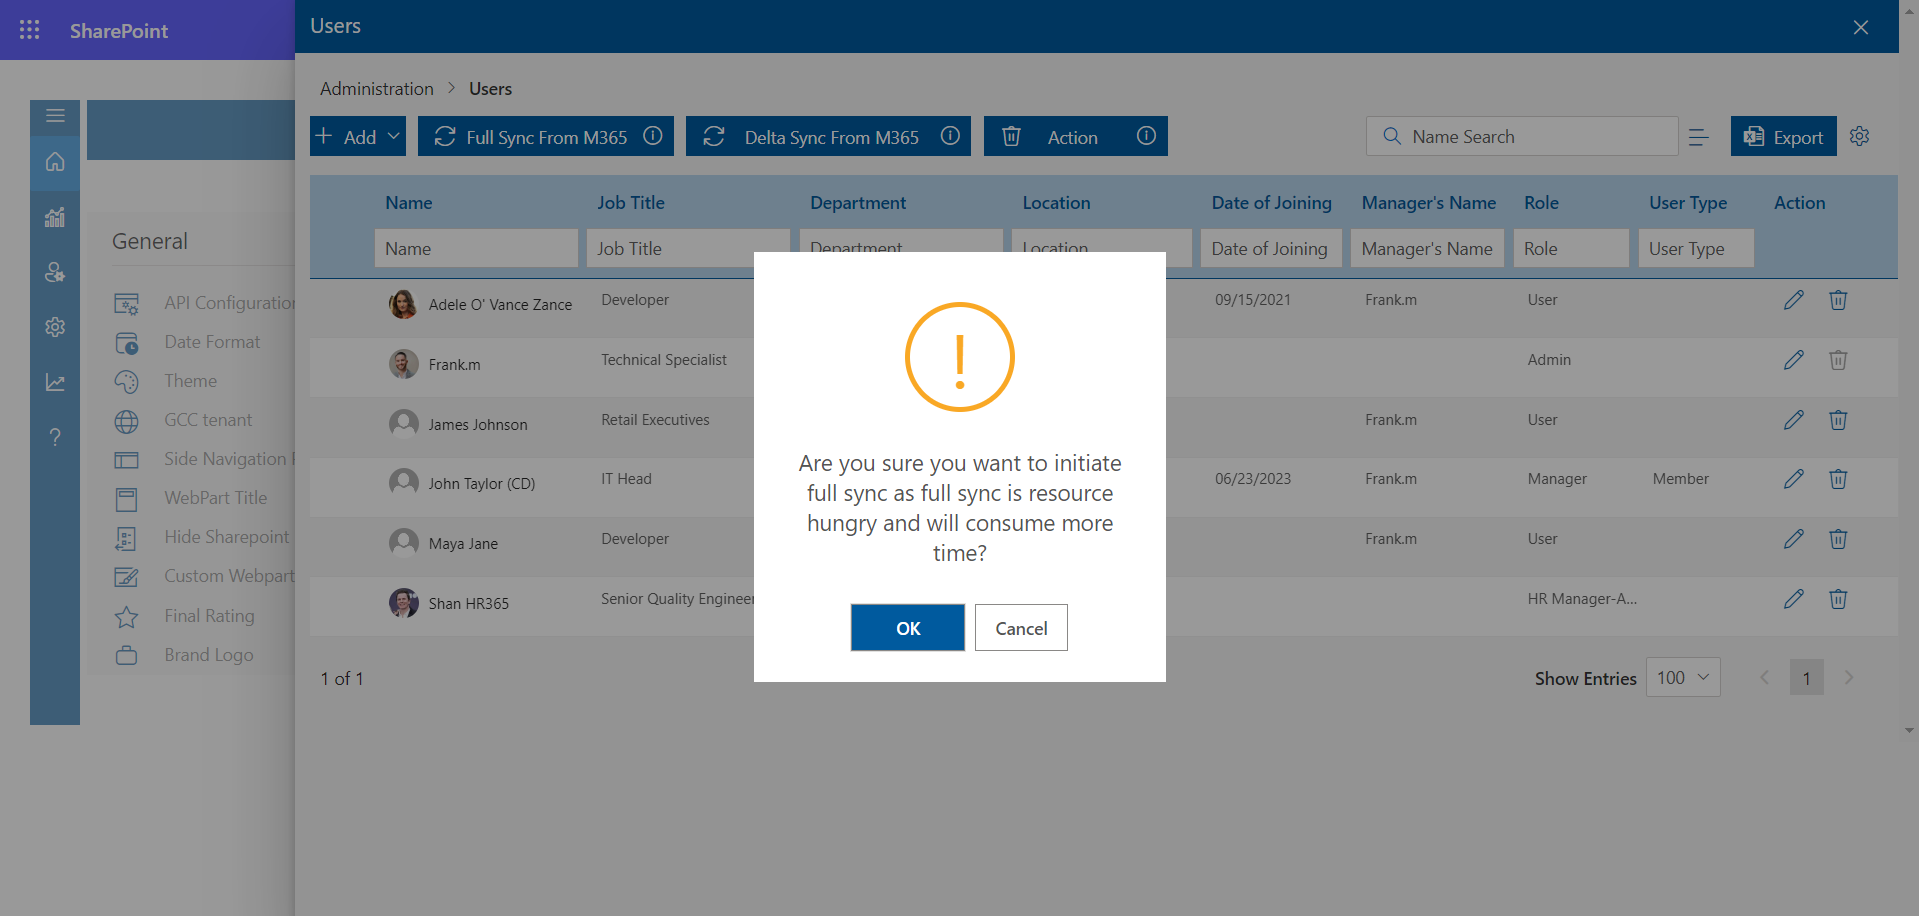 SharePoint
Users
Administration > Users
Add
Full Sync From M365
Delta Sync From M365
Action
Name Search
Export
Name Job Title Department Location Date of Joining Manager's Name Role User Type Action
Name Job Title Department Location Date of Joining Manager's Name Role User Type
General
API Configuration
Date Format
Theme
GCC tenant
Side Navigation
WebPart Title
Hide Sharepoint
Custom Webpart
Final Rating
Brand Logo
Adele O' Vance Zance Developer 09/15/2021 Frank.m User
Frank.m Technical Specialist Admin
James Johnson Retail Executives Frank.m User
John Taylor (CD) IT Head 06/23/2023 Frank.m Manager Member
Maya Jane Developer Frank.m User
Shan HR365 Senior Quality Engineer HR Manager-A...
Are you sure you want to initiate
full sync as full sync is resource
hungry and will consume more
time?
OK
Cancel
1 of 1
Show Entries 100
1